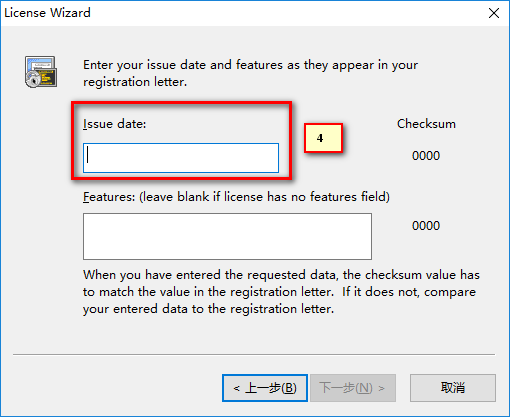 License Wizard
Enter your issue date and features as they appear in your
registration letter.
Issue date:
Checksum
4
0000
Features: (leave blank if license has no features field)
0000
When you have entered the requested data, the checksum value has
to match the value in the registration letter.  If it does not, compare
your entered data to the registration letter.
< 上一步(B)
下一步(N) >
取消